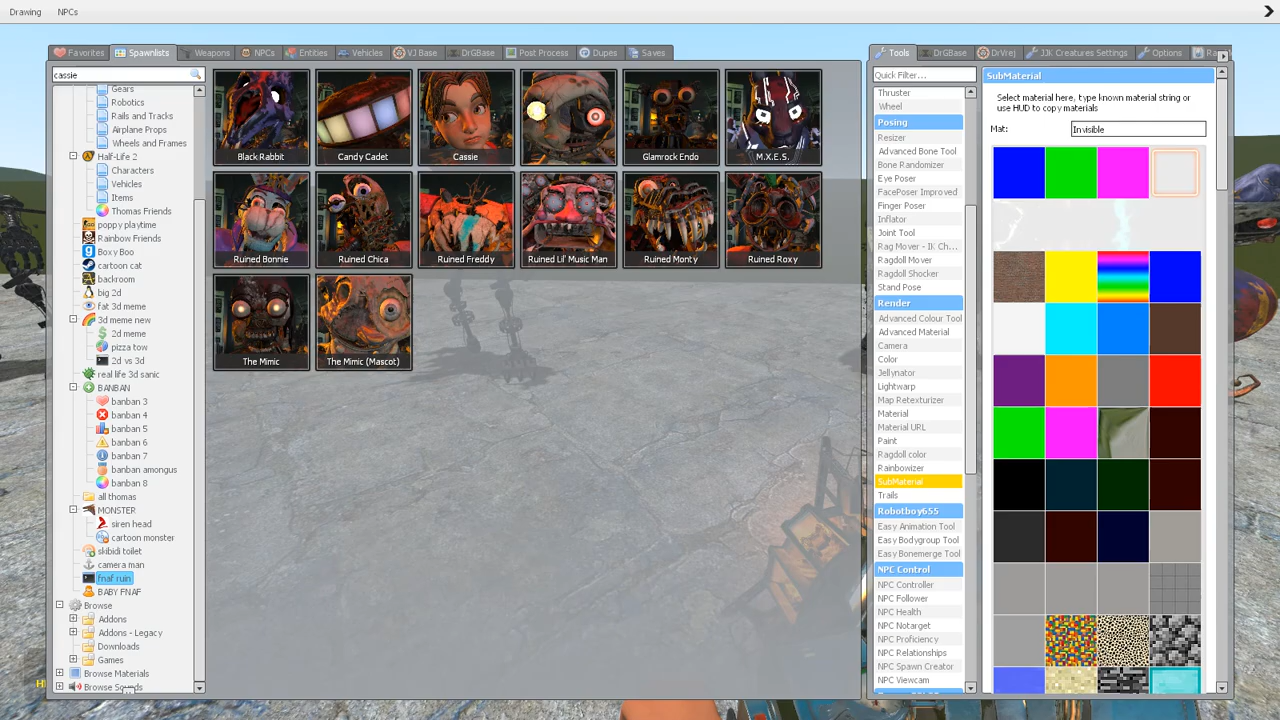 Drawing NPCs
Favorites Spawnlists Weapons NPCs Entities Vehicles VJ Base DrGBase Post Process Dupes Saves
cassie
Gears
Robotics
Rails and Tracks
Airplane Props
Wheels and Frames
Half-Life 2
Characters
Vehicles
Items
Thomas Friends
poppy playtime
Rainbow Friends
Boxy Boo
cartoon cat
backroom
big 2d
fat 3d meme
3d meme new
2d meme
pizza tow
2d vs 3d
real life 3d sanic
BANBAN
banban 3
banban 4
banban 5
banban 6
banban 7
banban amongus
banban 8
all thomas
MONSTER
siren head
cartoon monster
skibidi toilet
camera man
fnaf ruin
BABY FNAF
Browse
Addons
Addons - Legacy
Downloads
Games
Browse Materials
Browse Sounds
Black Rabbit
Candy Cadet
Cassie
Glamrock Endo
M.X.E.S.
Ruined Bonnie
Ruined Chica
Ruined Freddy
Ruined Lil' Music Man
Ruined Monty
Ruined Roxy
The Mimic
The Mimic (Mascot)
Tools DrGBase DrVrej JJK Creatures Settings Options
Quick Filter...
Thruster
Wheel
Posing
Resizer
Advanced Bone Tool
Bone Randomizer
Eye Poser
FacePoser Improved
Finger Poser
Inflator
Joint Tool
Rag Mover - IK Ch...
Ragdoll Mover
Ragdoll Shocker
Stand Pose
Render
Advanced Colour Tool
Advanced Material
Camera
Color
Jellynator
Lightwarp
Map Retexturizer
Material
Material URL
Paint
Ragdoll color
Rainbowizer
SubMaterial
Trails
Robotboy655
Easy Animation Tool
Easy Bodygroup Tool
Easy Bonemerge Tool
NPC Control
NPC Controller
NPC Follower
NPC Health
NPC Notarget
NPC Proficiency
NPC Relationships
NPC Spawn Creator
NPC Viewcam
SubMaterial
Select material here, type known material string or
use HUD to copy materials
Mat: Invisible